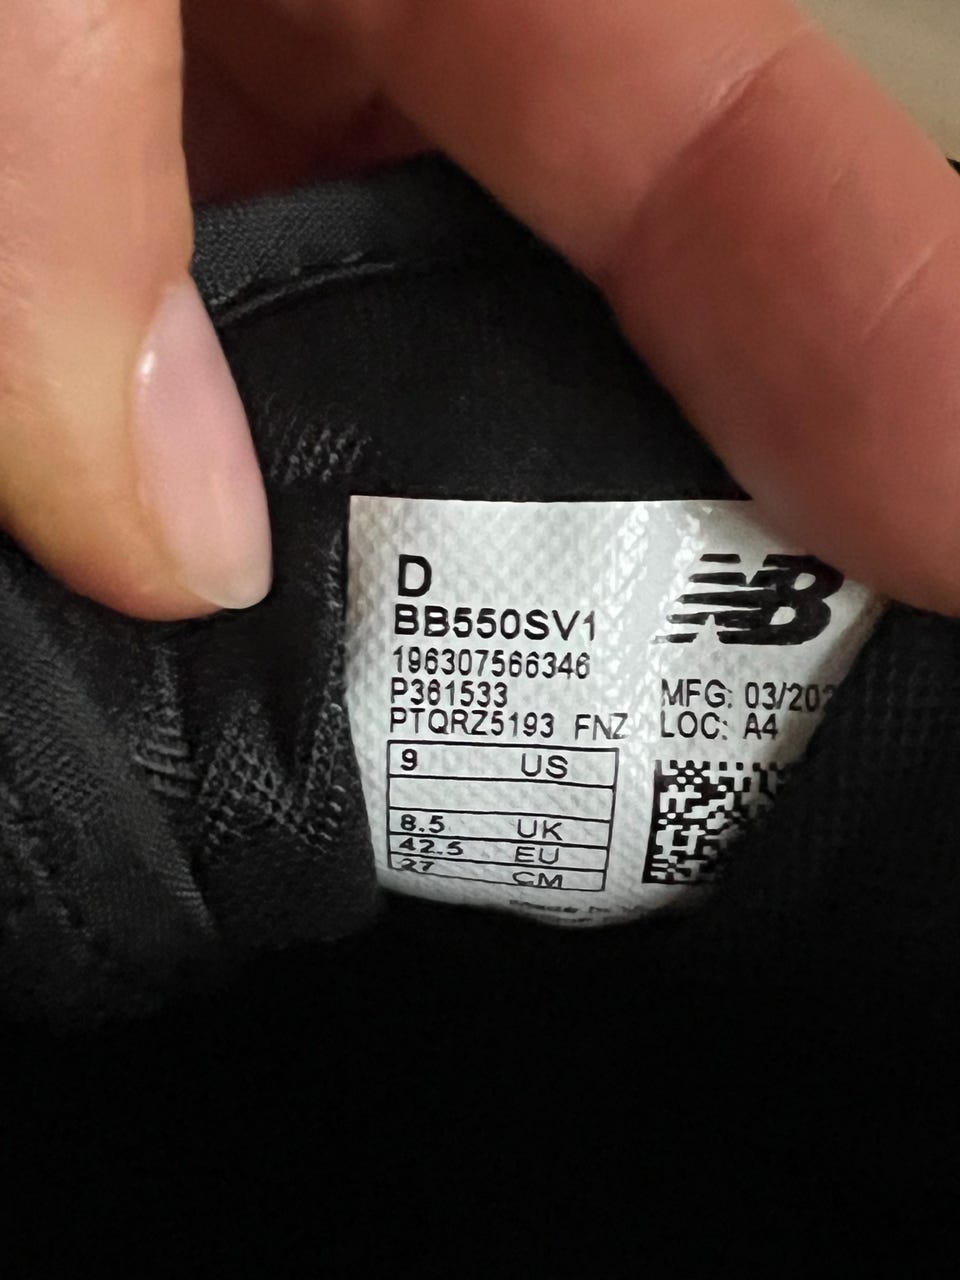 D
BB550SV1
NB
196307566346
P361533
PTQRZ5193 FNZ
MFG: 03/202
LOC: A4
9 US
8.5 UK
42.5 EU
27 CM